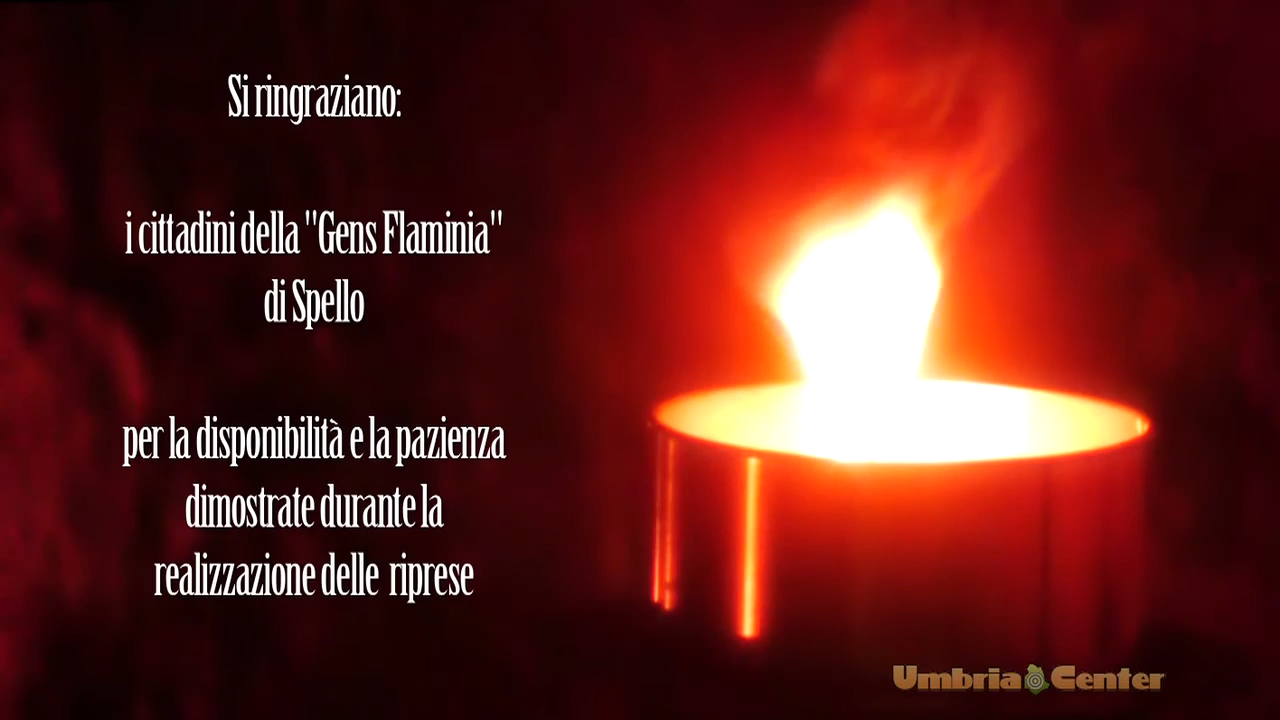 Si ringraziano:
i cittadini della "Gens Flaminia"
di Spello
per la disponibilità e la pazienza
dimostrate durante la
realizzazione delle riprese
Umbria Center